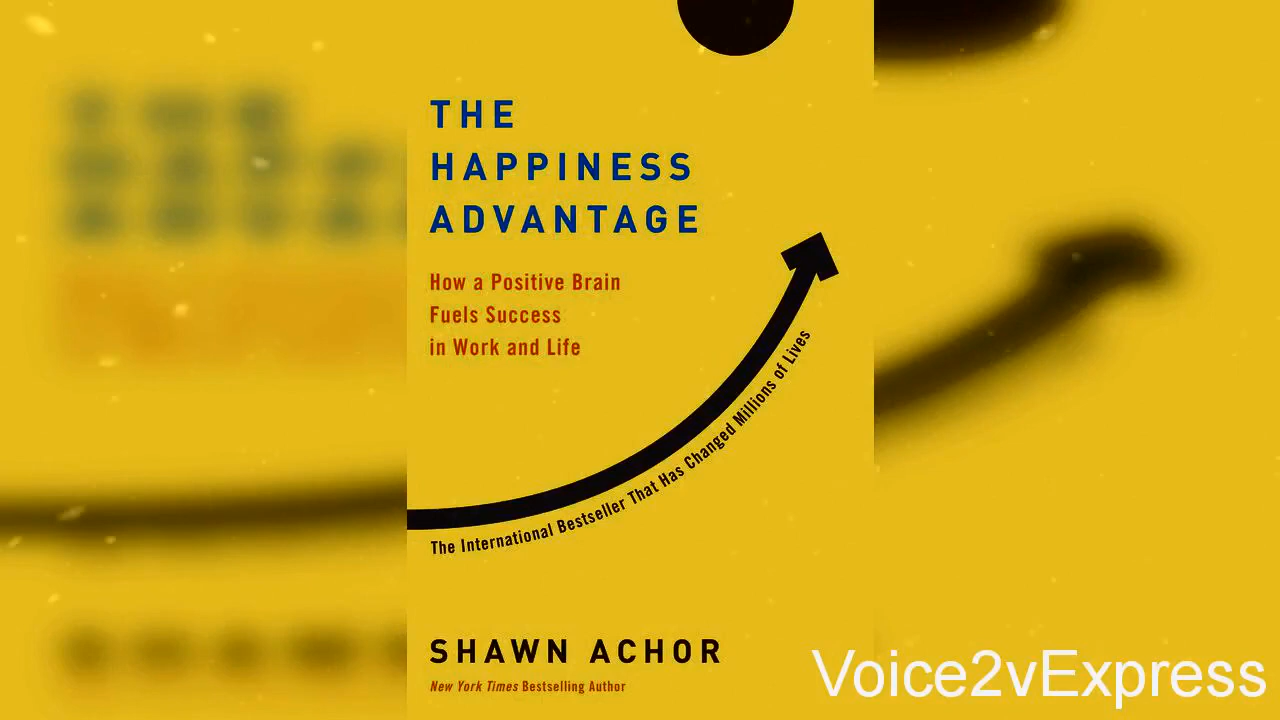 THE
HAPPINESS
ADVANTAGE
How a Positive Brain
Fuels Success
in Work and Life
The International Bestseller That Has Changed Millions of Lives
SHAWN ACHOR
New York Times Bestselling Author
Voice2vExpress